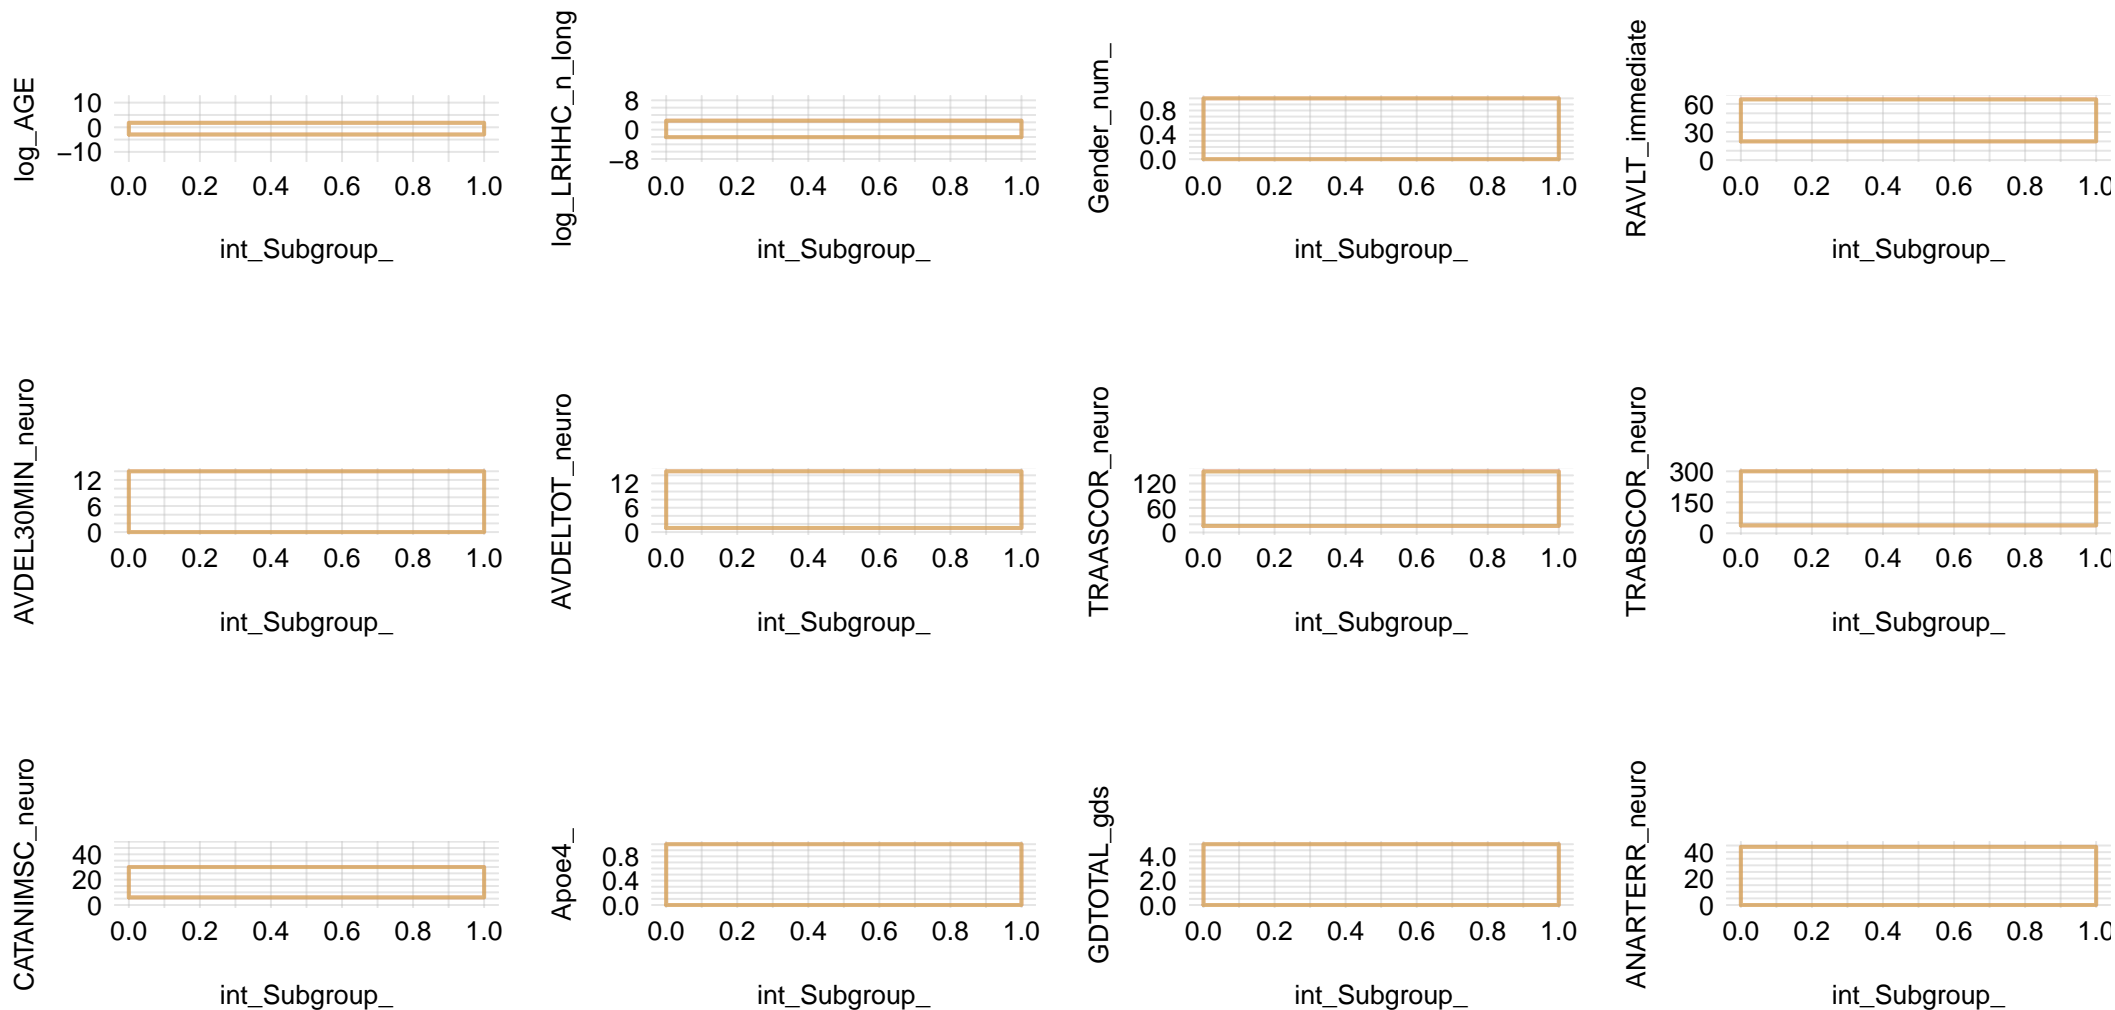 log_AGE
10
0
−10
0.0 0.2 0.4 0.6 0.8 1.0
int_Subgroup_
log_LRHHC_n_long
8
0
−8
0.0 0.2 0.4 0.6 0.8 1.0
int_Subgroup_
Gender_num_
0.8
0.4
0.0
0.0 0.2 0.4 0.6 0.8 1.0
int_Subgroup_
RAVLT_immediate
60
30
0
0.0 0.2 0.4 0.6 0.8 1.0
int_Subgroup_
AVDEL30MIN_neuro
12
6
0
0.0 0.2 0.4 0.6 0.8 1.0
int_Subgroup_
AVDELTOT_neuro
12
6
0
0.0 0.2 0.4 0.6 0.8 1.0
int_Subgroup_
TRAASCOR_neuro
120
60
0
0.0 0.2 0.4 0.6 0.8 1.0
int_Subgroup_
TRABSCOR_neuro
300
150
0
0.0 0.2 0.4 0.6 0.8 1.0
int_Subgroup_
CATANIMSC_neuro
40
20
0
0.0 0.2 0.4 0.6 0.8 1.0
int_Subgroup_
Apoe4_
0.8
0.4
0.0
0.0 0.2 0.4 0.6 0.8 1.0
int_Subgroup_
GDTOTAL_gds
4.0
2.0
0.0
0.0 0.2 0.4 0.6 0.8 1.0
int_Subgroup_
ANARTERR_neuro
40
20
0
0.0 0.2 0.4 0.6 0.8 1.0
int_Subgroup_